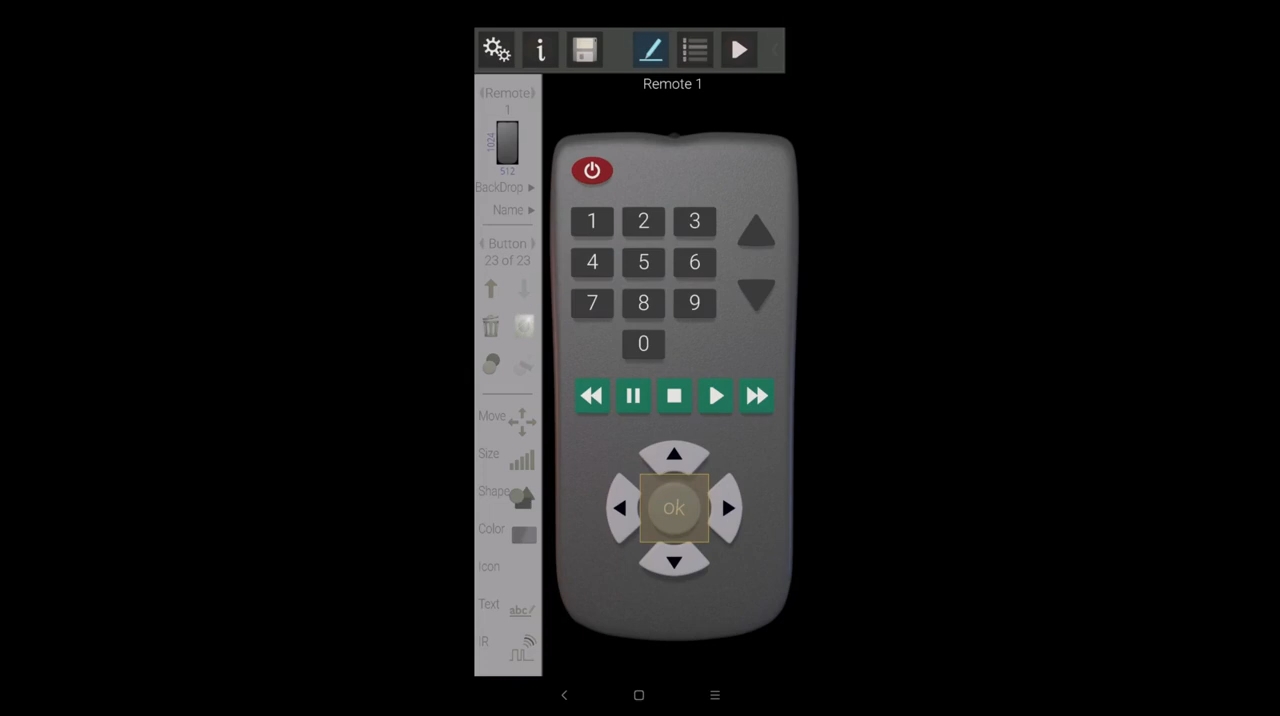 i
Remote 1
Remote
1
1024
512
BackDrop
Name
Button
23 of 23
Move
Size
Shape
Color
Icon
Text abc
IR
1 2 3
4 5 6
7 8 9
0
ok